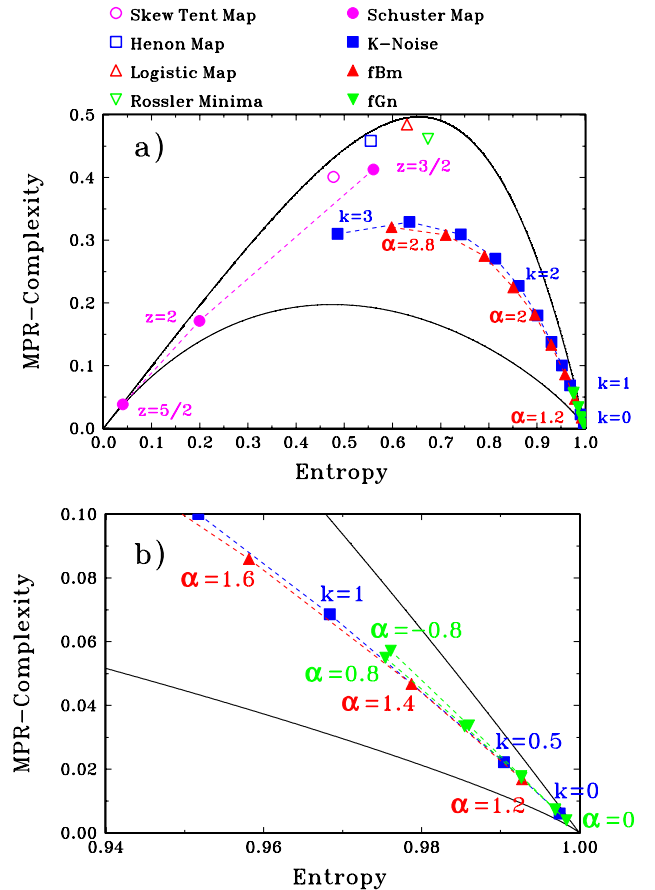 Skew Tent Map Schuster Map
Henon Map K-Noise
Logistic Map fBm
Rossler Minima fGn
a)
MPR-Complexity
0.5
0.4
0.3
0.2
0.1
0.0
z=3/2
k=3
α=2.8
k=2
z=2
α=2
k=1
z=5/2
α=1.2
k=0
0.0 0.1 0.2 0.3 0.4 0.5 0.6 0.7 0.8 0.9 1.0
Entropy
b)
MPR-Complexity
0.10
0.08
0.06
0.04
0.02
0.00
α=1.6
k=1
α=-0.8
α=0.8
α=1.4
k=0.5
k=0
α=1.2
α=0
0.94 0.96 0.98 1.00
Entropy